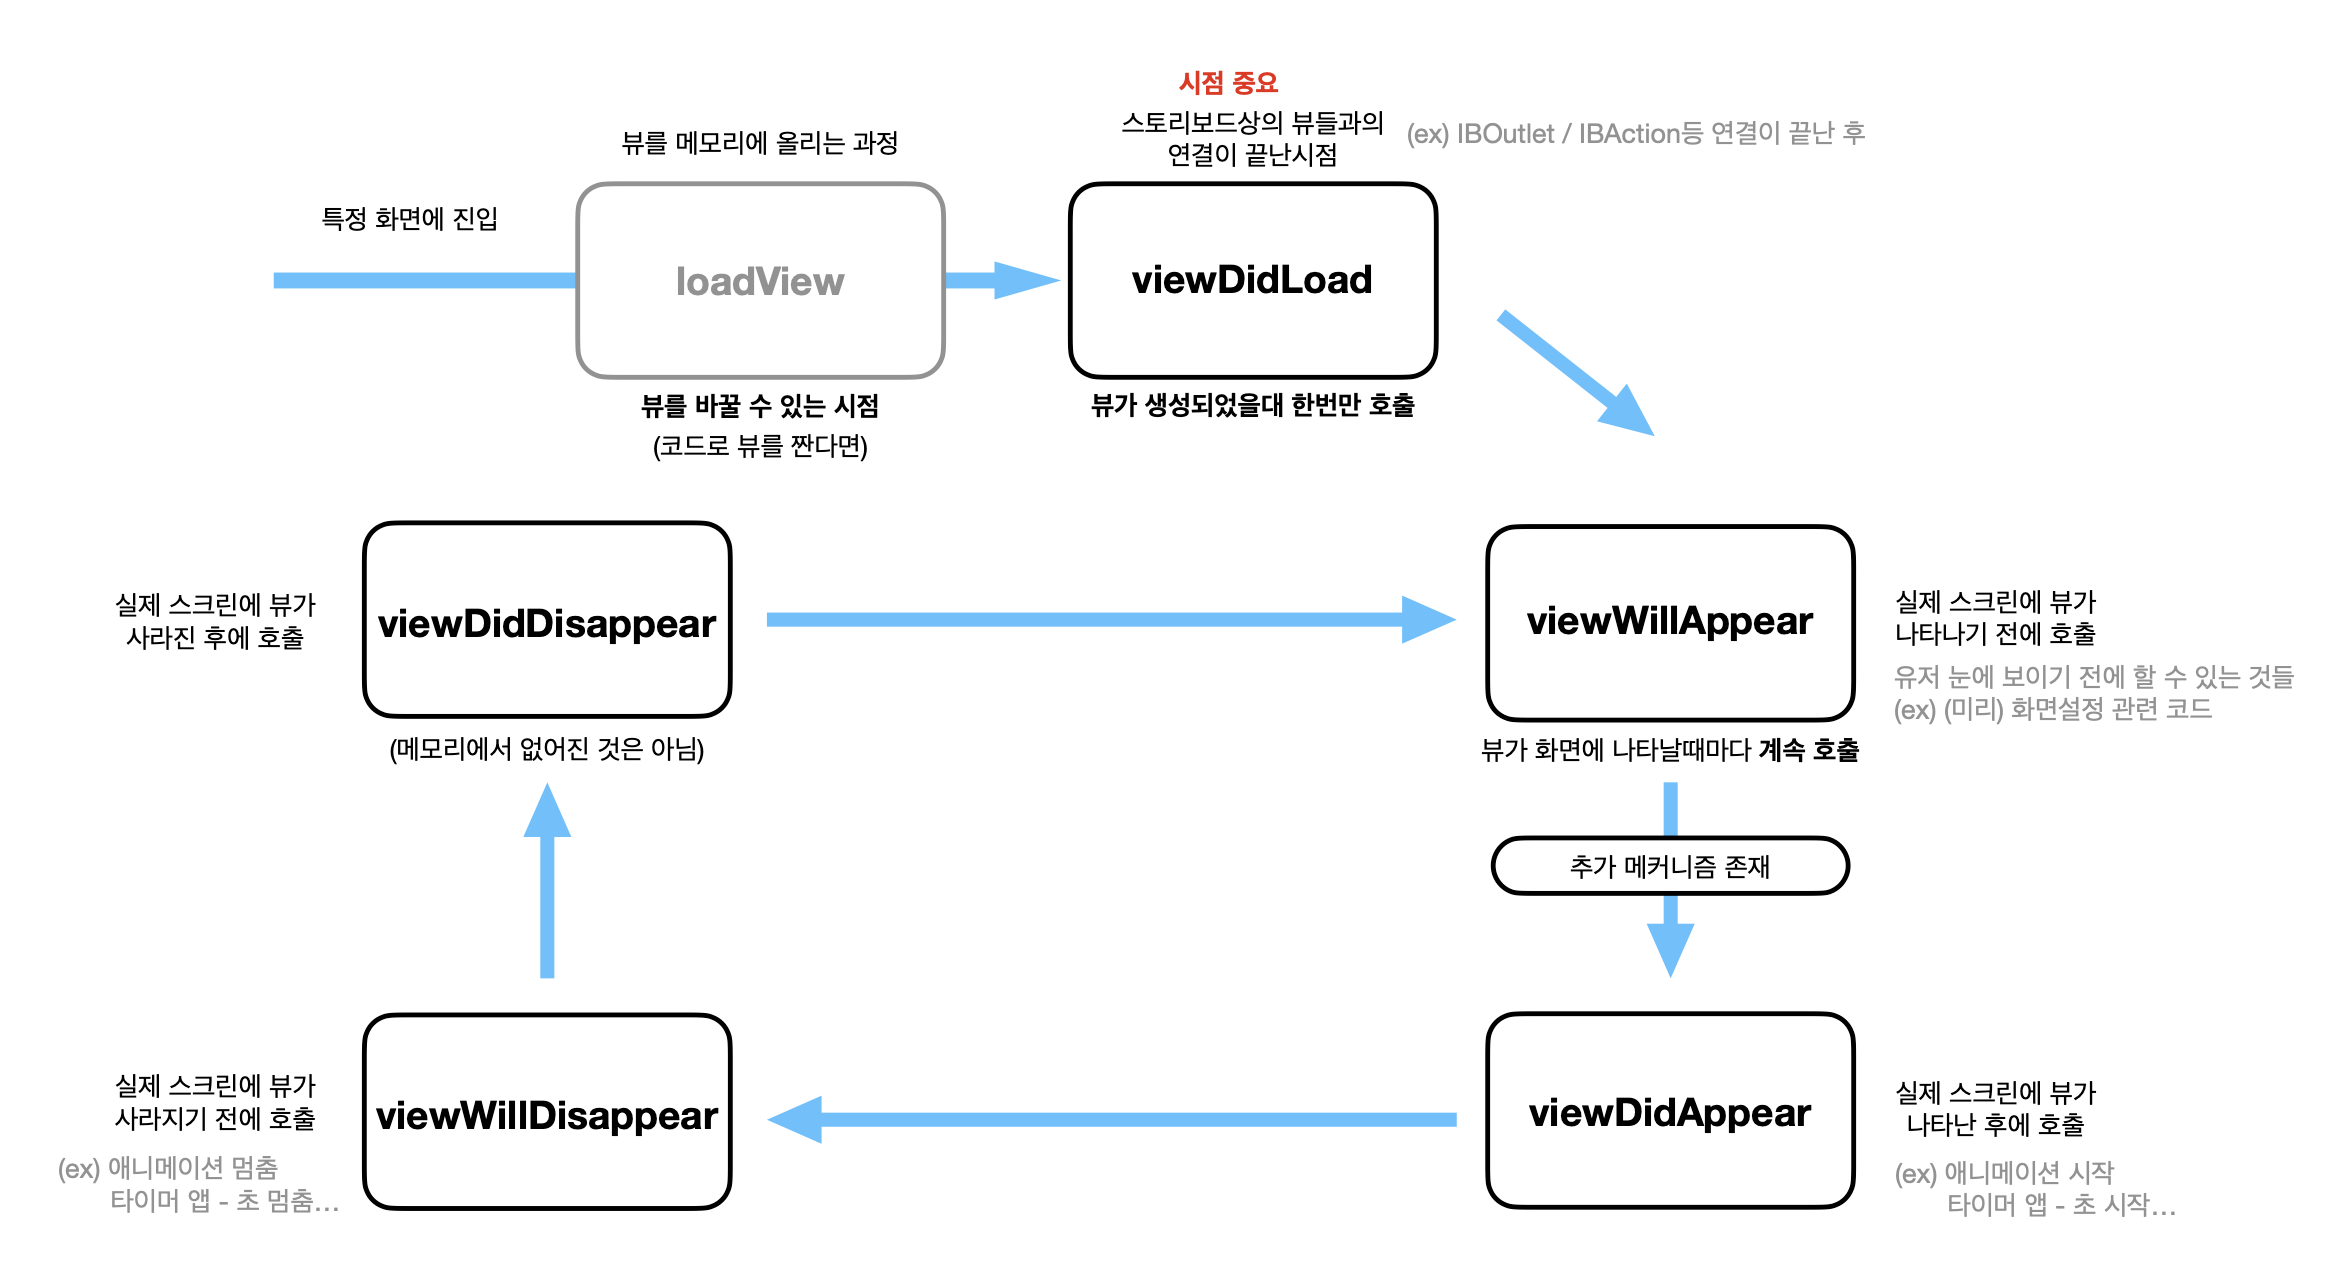 시점 중요
스토리보드상의 뷰들과의
연결이 끝난시점
(ex) IBOutlet / IBAction등 연결이 끝난 후
뷰를 메모리에 올리는 과정
특정 화면에 진입
loadView
viewDidLoad
뷰를 바꿀 수 있는 시점
(코드로 뷰를 짠다면)
뷰가 생성되었을대 한번만 호출
실제 스크린에 뷰가
사라진 후에 호출
viewDidDisappear
(메모리에서 없어진 것은 아님)
viewWillAppear
실제 스크린에 뷰가
나타나기 전에 호출
유저 눈에 보이기 전에 할 수 있는 것들
(ex) (미리) 화면설정 관련 코드
뷰가 화면에 나타날때마다 계속 호출
추가 메커니즘 존재
실제 스크린에 뷰가
사라지기 전에 호출
(ex) 애니메이션 멈춤
타이머 앱 - 초 멈춤...
viewWillDisappear
viewDidAppear
실제 스크린에 뷰가
나타난 후에 호출
(ex) 애니메이션 시작
타이머 앱 - 초 시작...